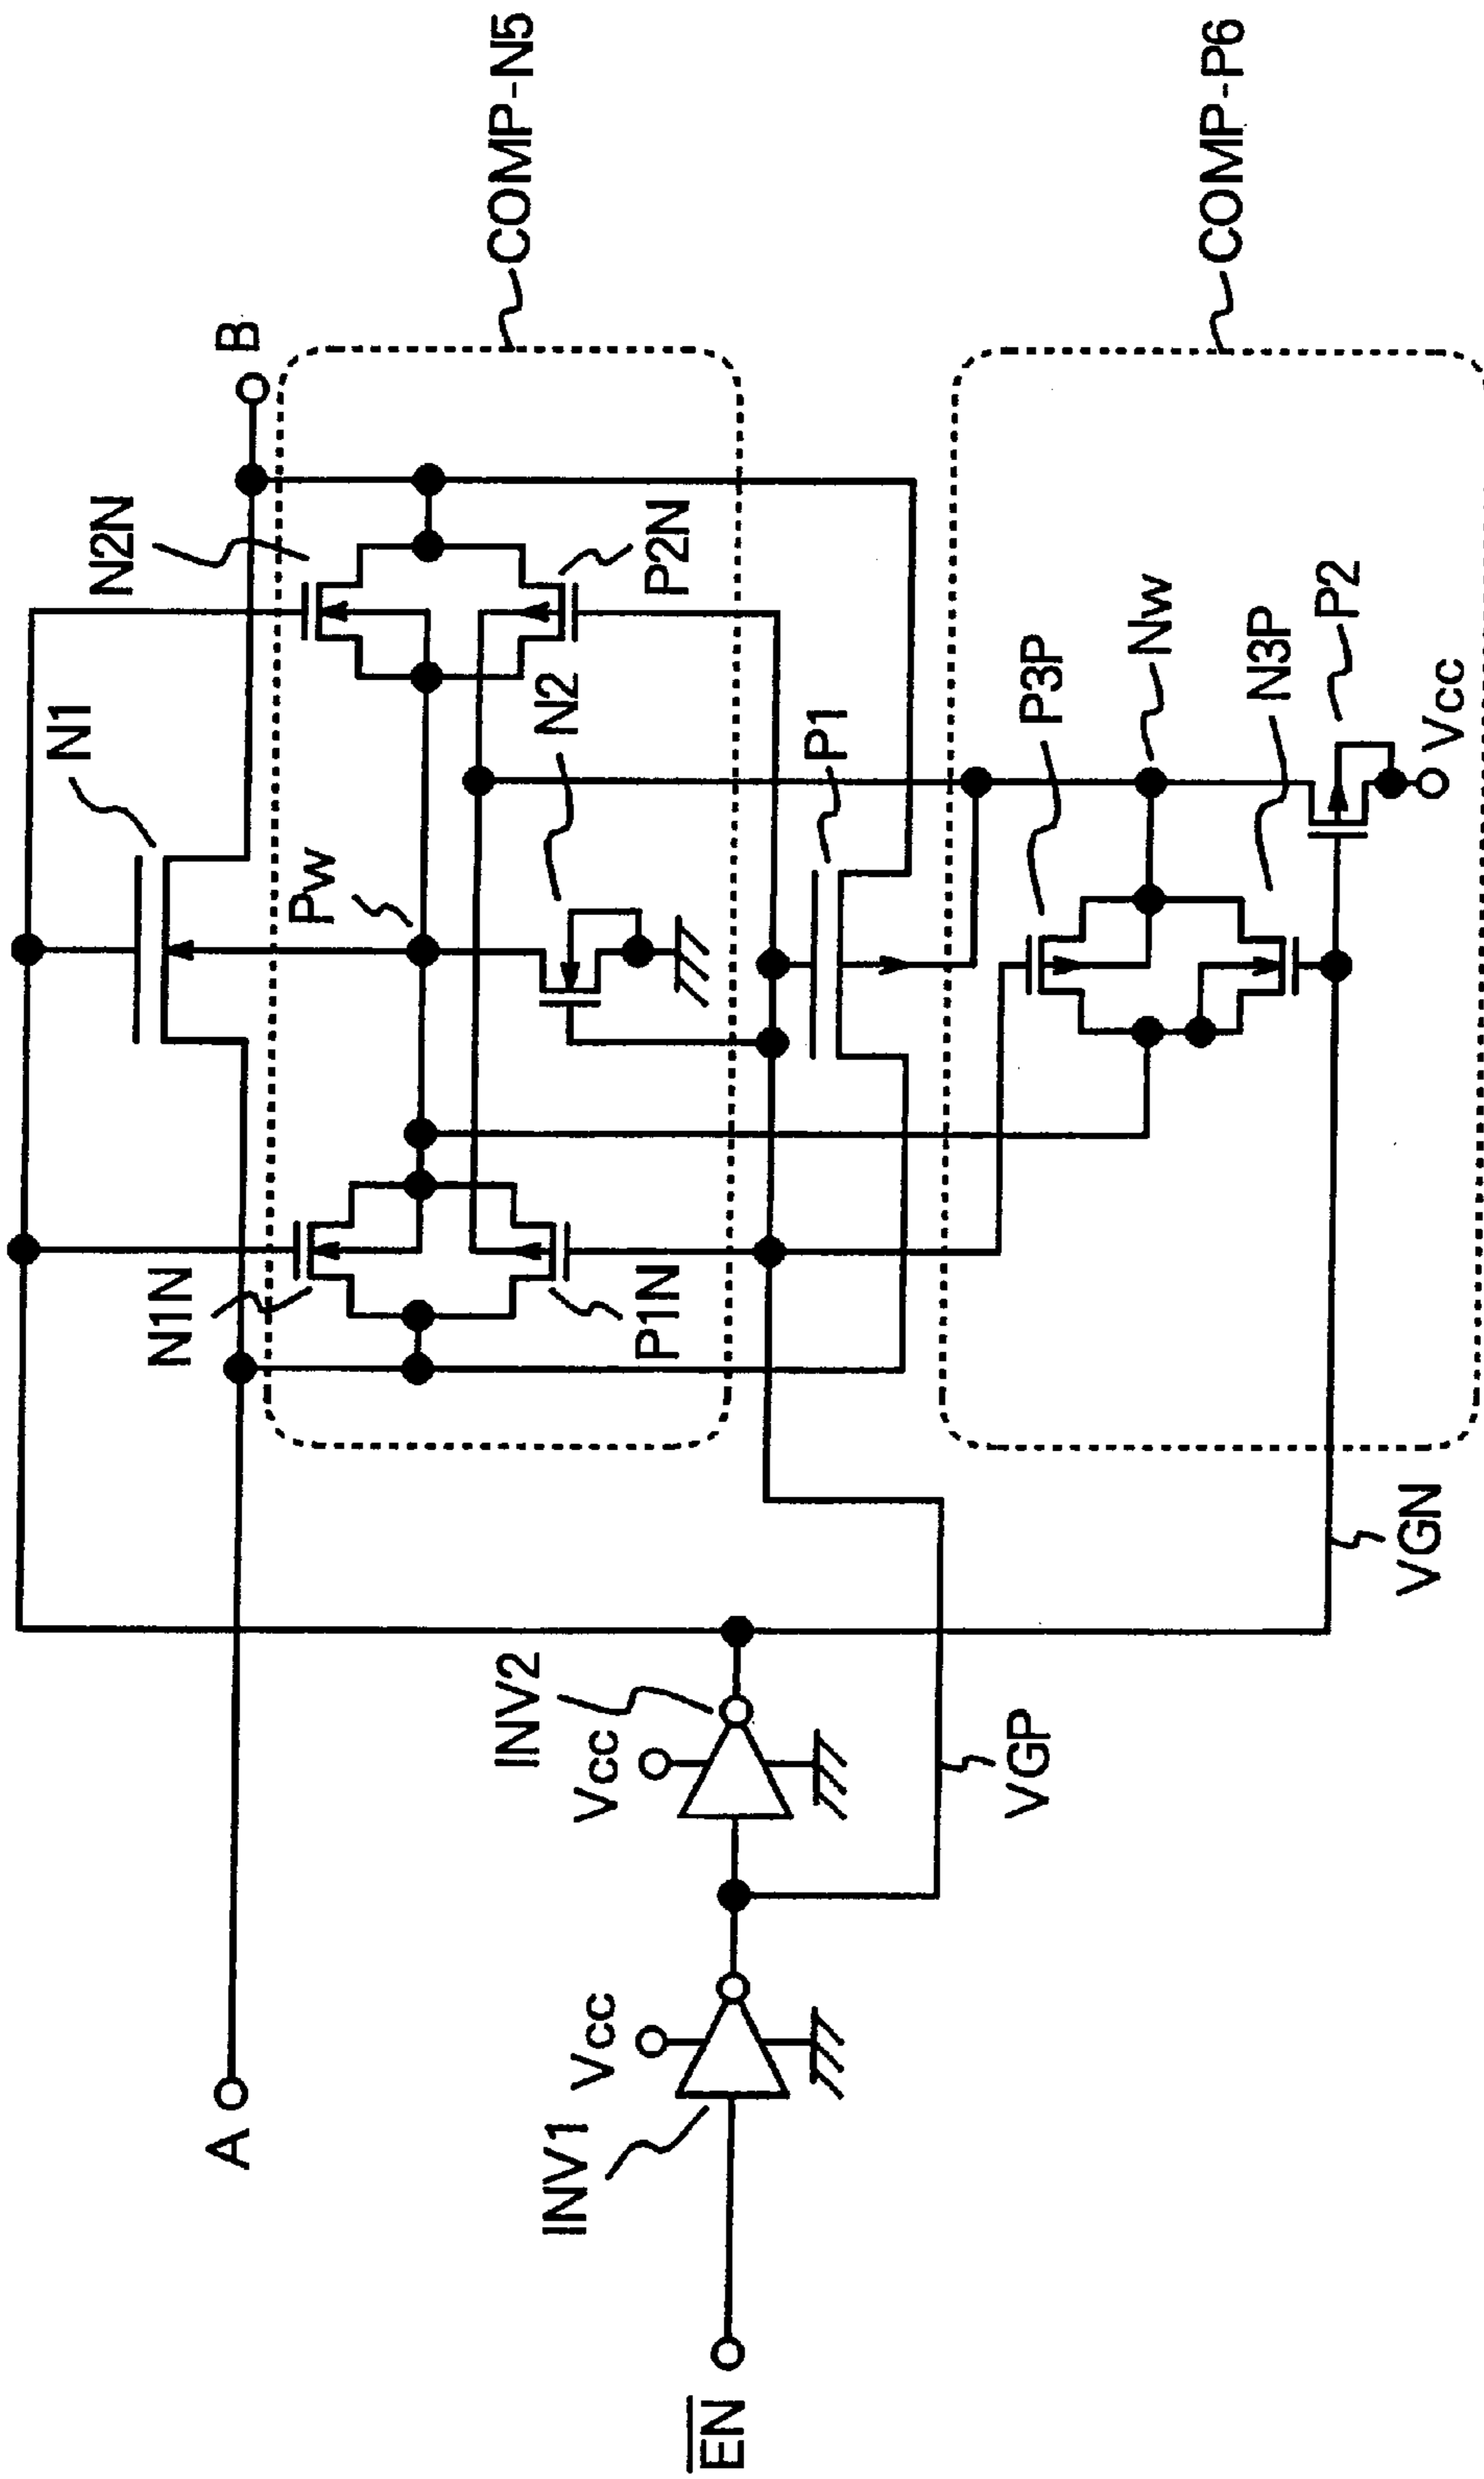 N1
N2N
B
COMP-N5
Pw
N1N
P1N
N2
P2N
A
INV2
Vcc
INV1
Vcc
P1
P3P
Nw
N3P
P2
Vcc
COMP-P6
EN
VGP
VGN